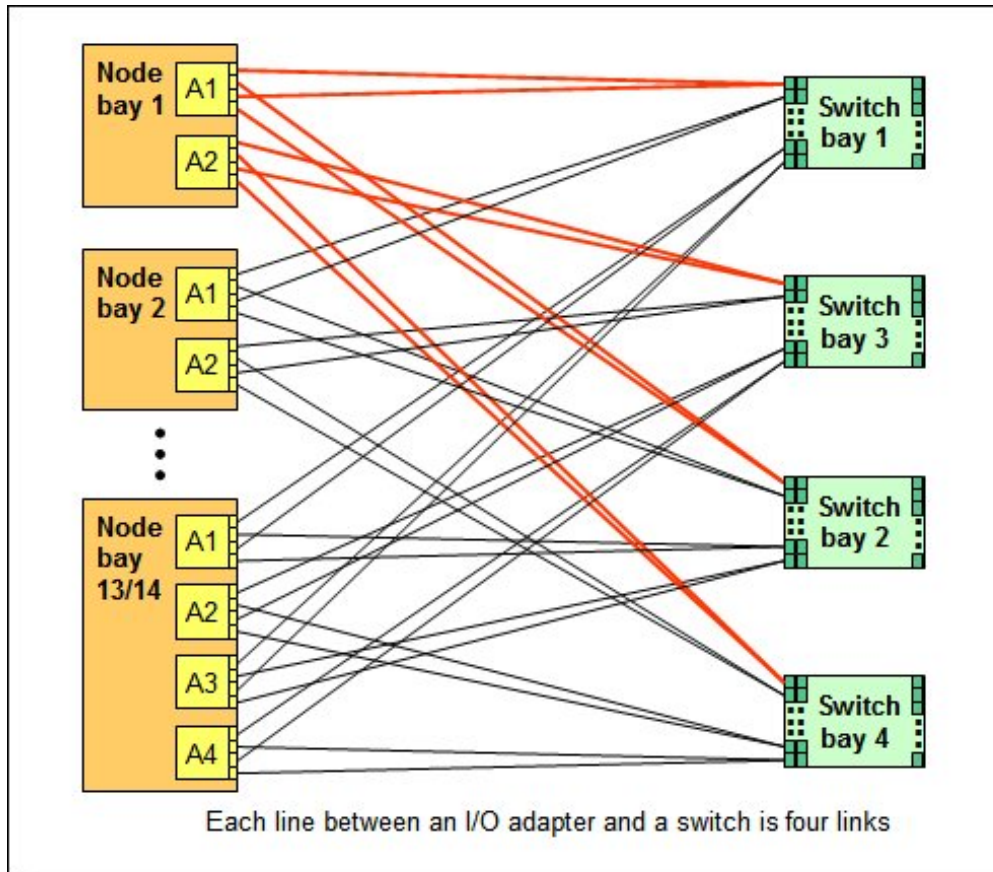 Node
bay 1
A1
A2
Node
bay 2
A1
A2
Node
bay
13/14
A1
A2
A3
A4
Switch
bay 1
Switch
bay 3
Switch
bay 2
Switch
bay 4
Each line between an I/O adapter and a switch is four links